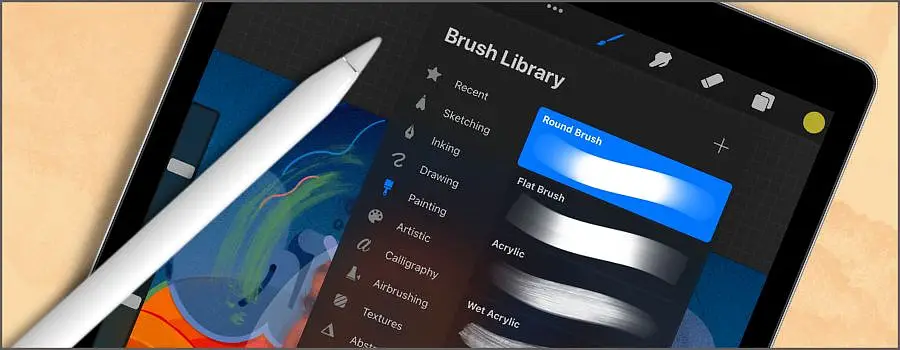 Brush Library
Recent
Sketching
Inking
Drawing
Painting
Artistic
Calligraphy
Airbrushing
Textures
Round Brush
Flat Brush
Acrylic
Wet Acrylic